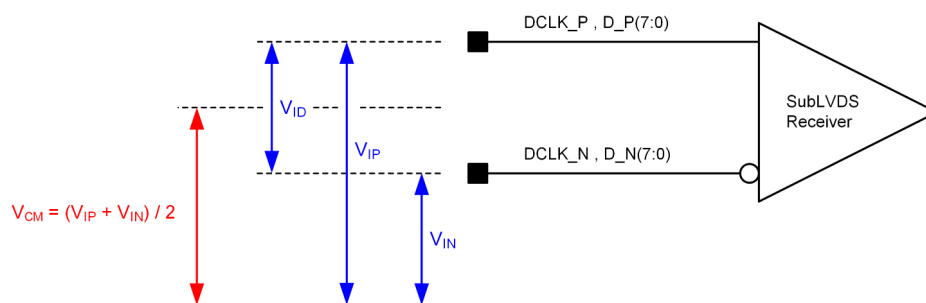 DCLK_P , D_P(7:0)
SubLVDS
Receiver
V_ID
V_IP
DCLK_N , D_N(7:0)
V_CM = (V_IP + V_IN) / 2
V_IN